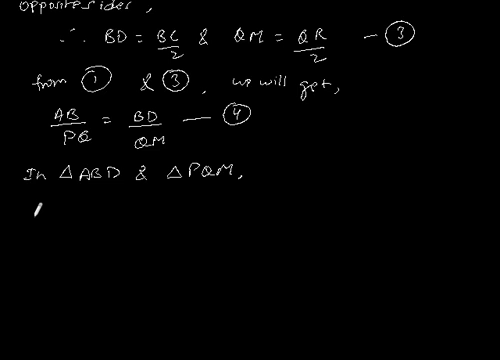 opposite sides,
∴ BD = BC/2 & QM = QR/2 — ③
from ① & ③, we will get,
AB/PQ = BD/QM — ④
In △ABD & △PQM,